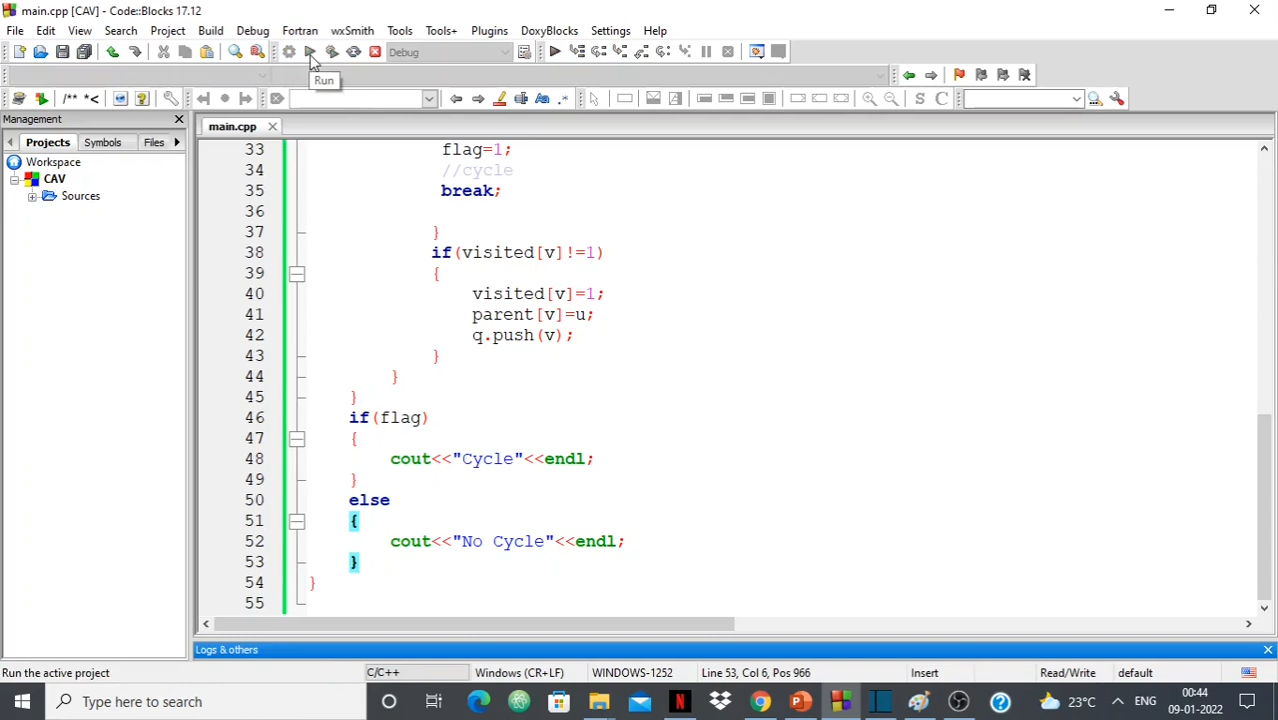 main.cpp [CAV] - Code::Blocks 17.12
File Edit View Search Project Build Debug Fortran wxSmith Tools Tools+ Plugins DoxyBlocks Settings Help
Debug
Run
/** *<
Aa .*
S C
Management
Projects Symbols Files
Workspace
CAV
Sources
main.cpp
33 flag=1;
34 //cycle
35 break;
36
37 }
38 if(visited[v]!=1)
39 {
40 visited[v]=1;
41 parent[v]=u;
42 q.push(v);
43 }
44 }
45 }
46 if(flag)
47 {
48 cout<<"Cycle"<<endl;
49 }
50 else
51 {
52 cout<<"No Cycle"<<endl;
53 }
54 }
55
Logs & others
Run the active project C/C++ Windows (CR+LF) WINDOWS-1252 Line 53, Col 6, Pos 966 Insert Read/Write default
Type here to search
23°C ENG 00:44
09-01-2022